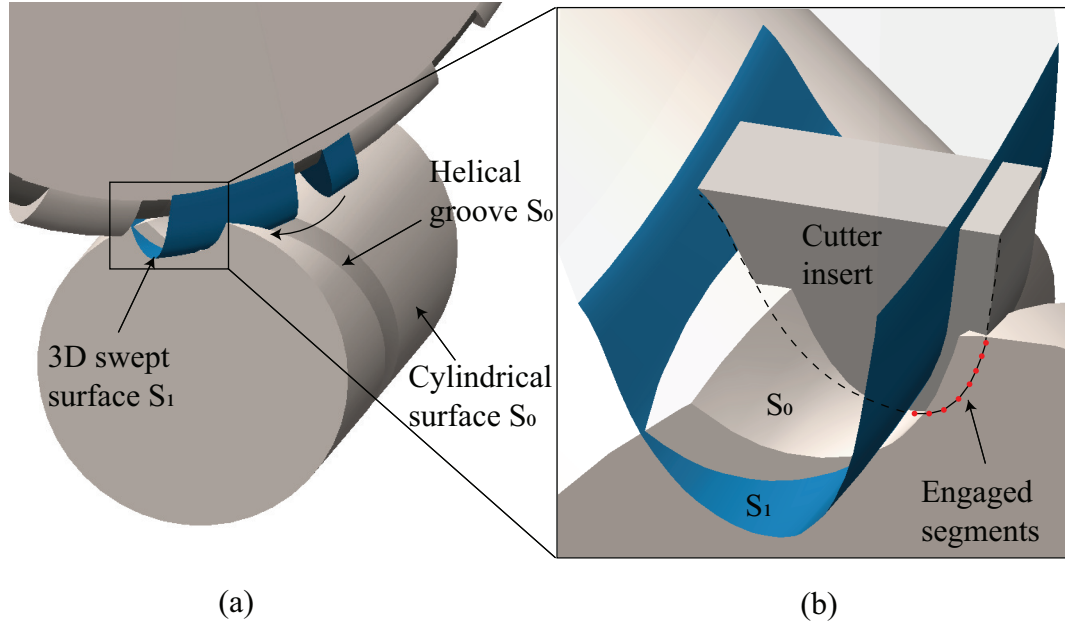 Helical
groove S₀
3D swept
surface S₁
Cylindrical
surface S₀
Cutter
insert
S₀
S₁
Engaged
segments
(a)
(b)